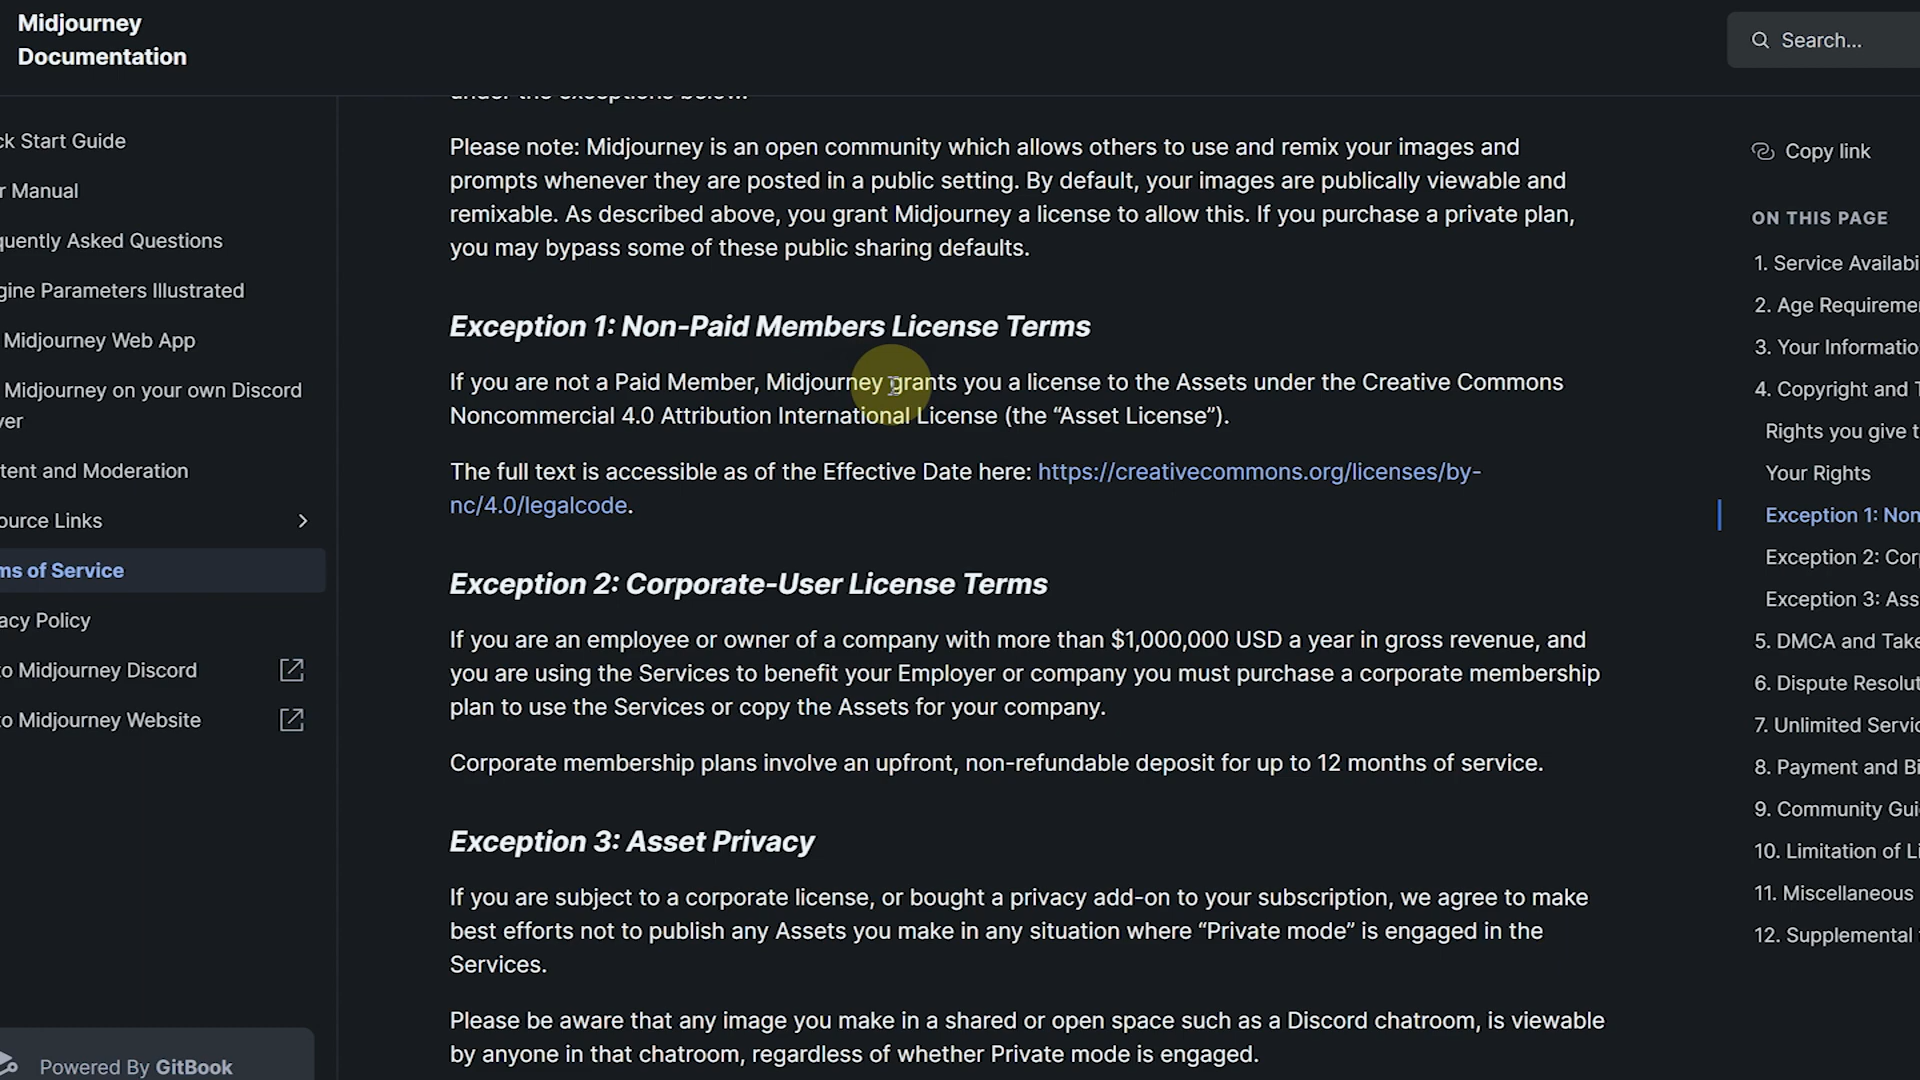 Midjourney
Documentation
Search...
ck Start Guide
r Manual
quently Asked Questions
gine Parameters Illustrated
Midjourney Web App
Midjourney on your own Discord
ver
tent and Moderation
ource Links
ms of Service
acy Policy
to Midjourney Discord
to Midjourney Website
Powered By GitBook
under the exceptions below.
Please note: Midjourney is an open community which allows others to use and remix your images and
prompts whenever they are posted in a public setting. By default, your images are publically viewable and
remixable. As described above, you grant Midjourney a license to allow this. If you purchase a private plan,
you may bypass some of these public sharing defaults.
Exception 1: Non-Paid Members License Terms
If you are not a Paid Member, Midjourney grants you a license to the Assets under the Creative Commons
Noncommercial 4.0 Attribution International License (the “Asset License”).
The full text is accessible as of the Effective Date here: https://creativecommons.org/licenses/by-
nc/4.0/legalcode.
Exception 2: Corporate-User License Terms
If you are an employee or owner of a company with more than $1,000,000 USD a year in gross revenue, and
you are using the Services to benefit your Employer or company you must purchase a corporate membership
plan to use the Services or copy the Assets for your company.
Corporate membership plans involve an upfront, non-refundable deposit for up to 12 months of service.
Exception 3: Asset Privacy
If you are subject to a corporate license, or bought a privacy add-on to your subscription, we agree to make
best efforts not to publish any Assets you make in any situation where “Private mode” is engaged in the
Services.
Please be aware that any image you make in a shared or open space such as a Discord chatroom, is viewable
by anyone in that chatroom, regardless of whether Private mode is engaged.
Copy link
ON THIS PAGE
1. Service Availabi
2. Age Requireme
3. Your Informatio
4. Copyright and T
Rights you give t
Your Rights
Exception 1: Non
Exception 2: Cor
Exception 3: Ass
5. DMCA and Take
6. Dispute Resolut
7. Unlimited Servic
8. Payment and Bi
9. Community Gui
10. Limitation of Li
11. Miscellaneous
12. Supplemental